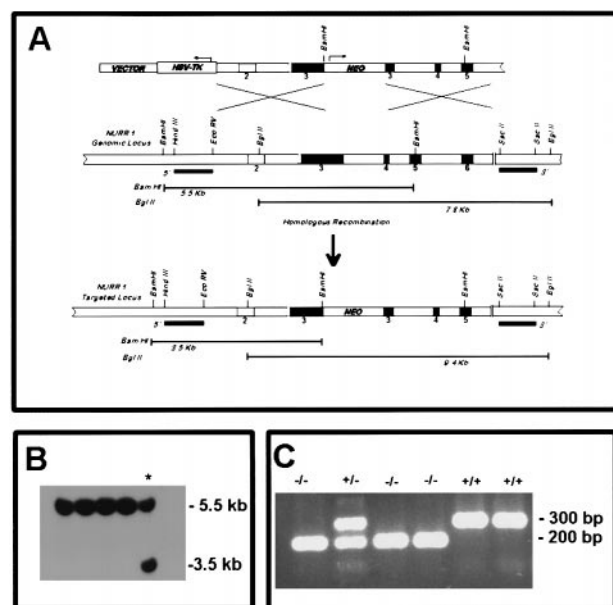 A
BamHI BamHI
VECTOR HSV-TK 2 3 NEO 3 4 5
NURR 1
Genomic Locus
BamHI Hind III Eco RV Bgl II BamHI Sac II Sac II Bgl II
5' 2 3 4 5 6 3'
BamHI 5.5 Kb
Bgl II 7.8 Kb
Homologous Recombination
NURR 1
Targeted Locus
BamHI Hind III Eco RV Bgl II BamHI BamHI Sac II Sac II Bgl II
5' 2 3 NEO 3 4 5 3'
BamHI 3.5 Kb
Bgl II 9.4 Kb
B
*
- 5.5 kb
-3.5 kb
C
-/- +/- -/- -/- +/+ +/+
- 300 bp
- 200 bp